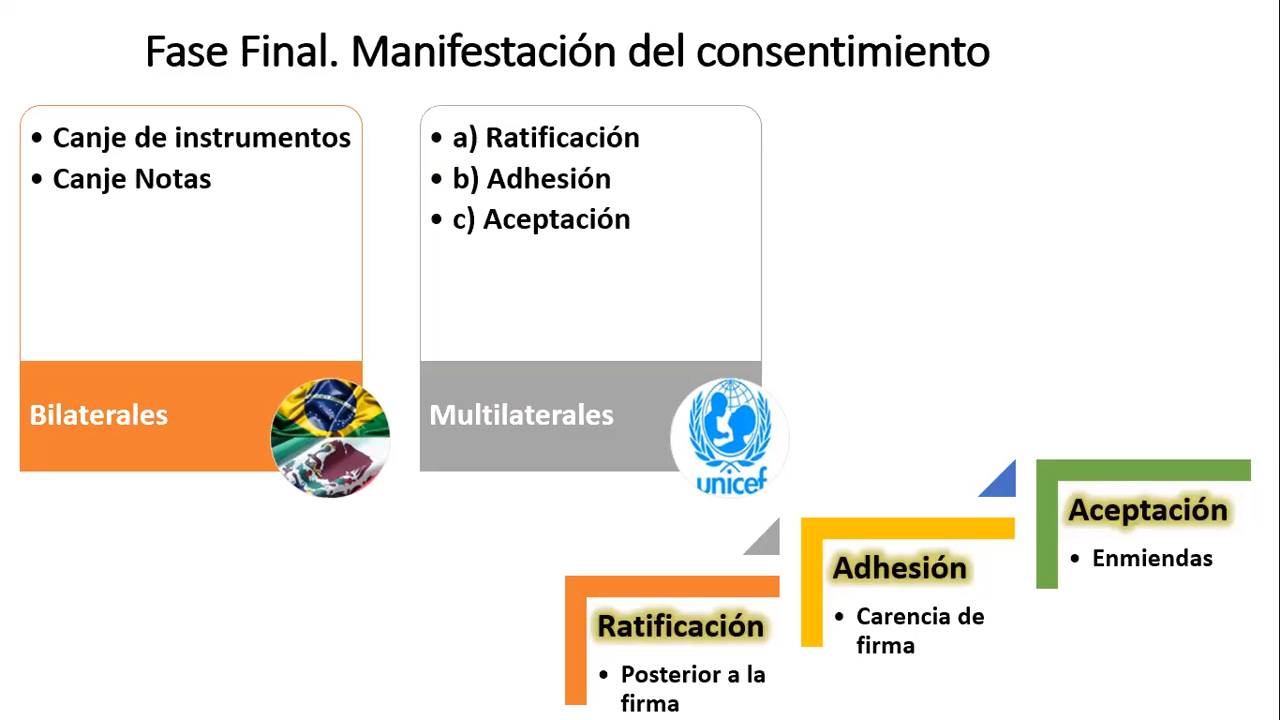 Fase Final. Manifestación del consentimiento
• Canje de instrumentos
• Canje Notas
Bilaterales
• a) Ratificación
• b) Adhesión
• c) Aceptación
Multilaterales
unicef
Ratificación
• Posterior a la
firma
Adhesión
• Carencia de
firma
Aceptación
• Enmiendas